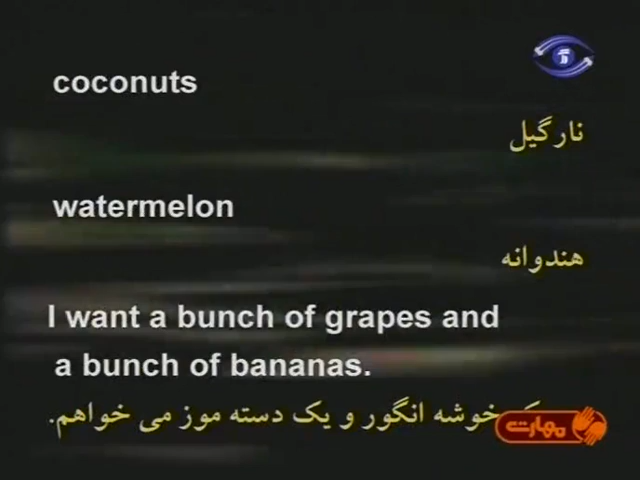 coconuts
نارگیل
watermelon
هندوانه
I want a bunch of grapes and
a bunch of bananas.
خوشه انگور و یک دسته موز می خواهم.
مهارت